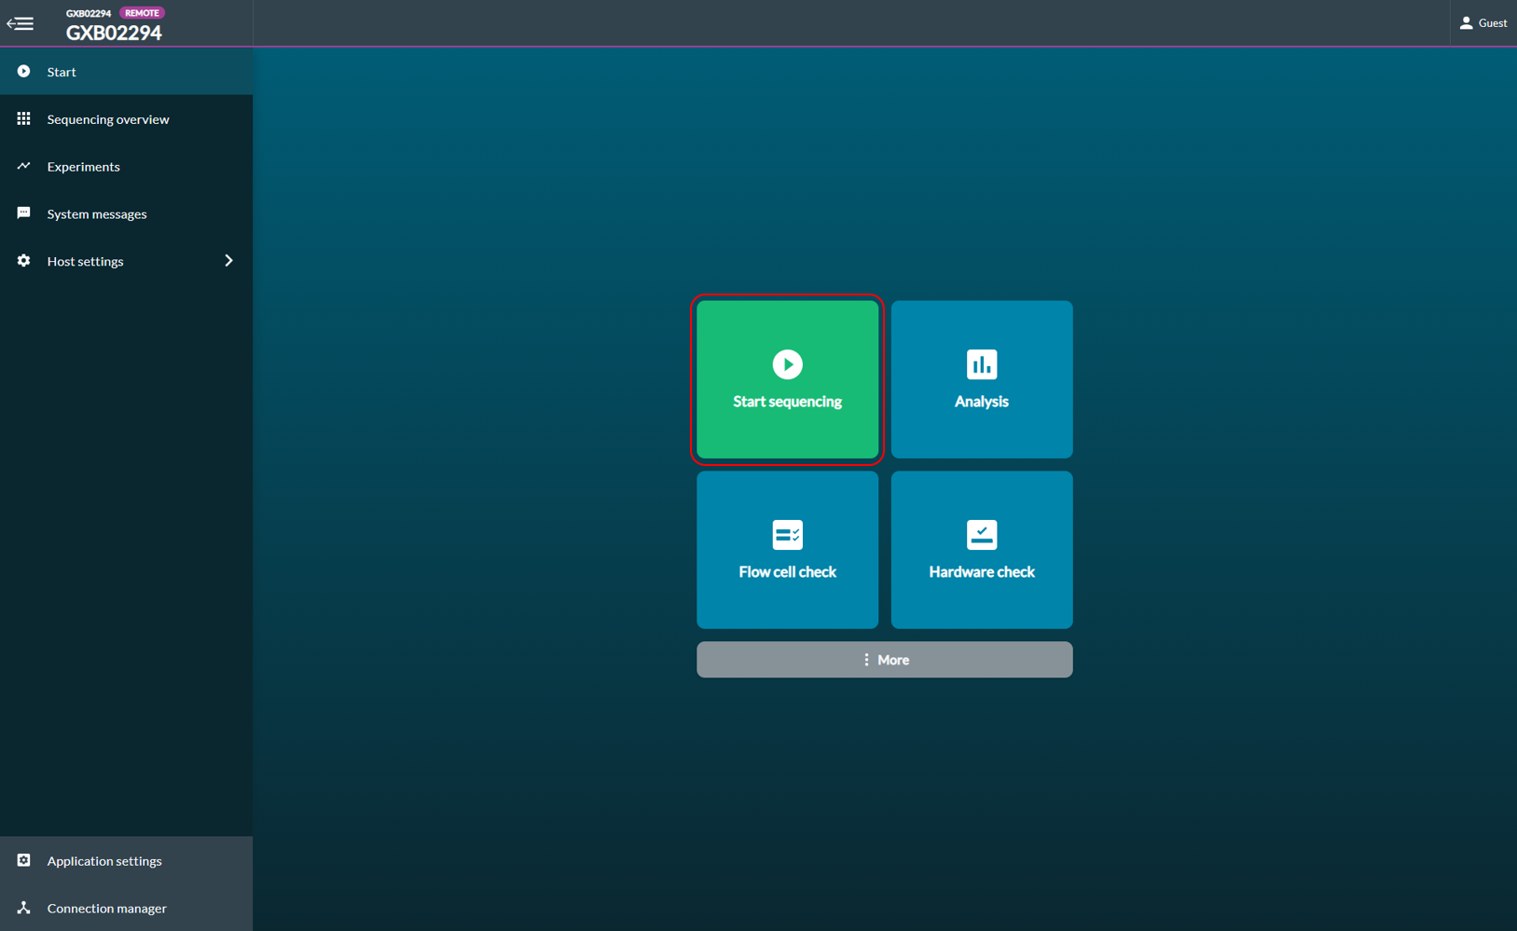 GXB02294 REMOTE
GXB02294
Guest
Start
Sequencing overview
Experiments
System messages
Host settings
Start sequencing
Analysis
Flow cell check
Hardware check
More
Application settings
Connection manager